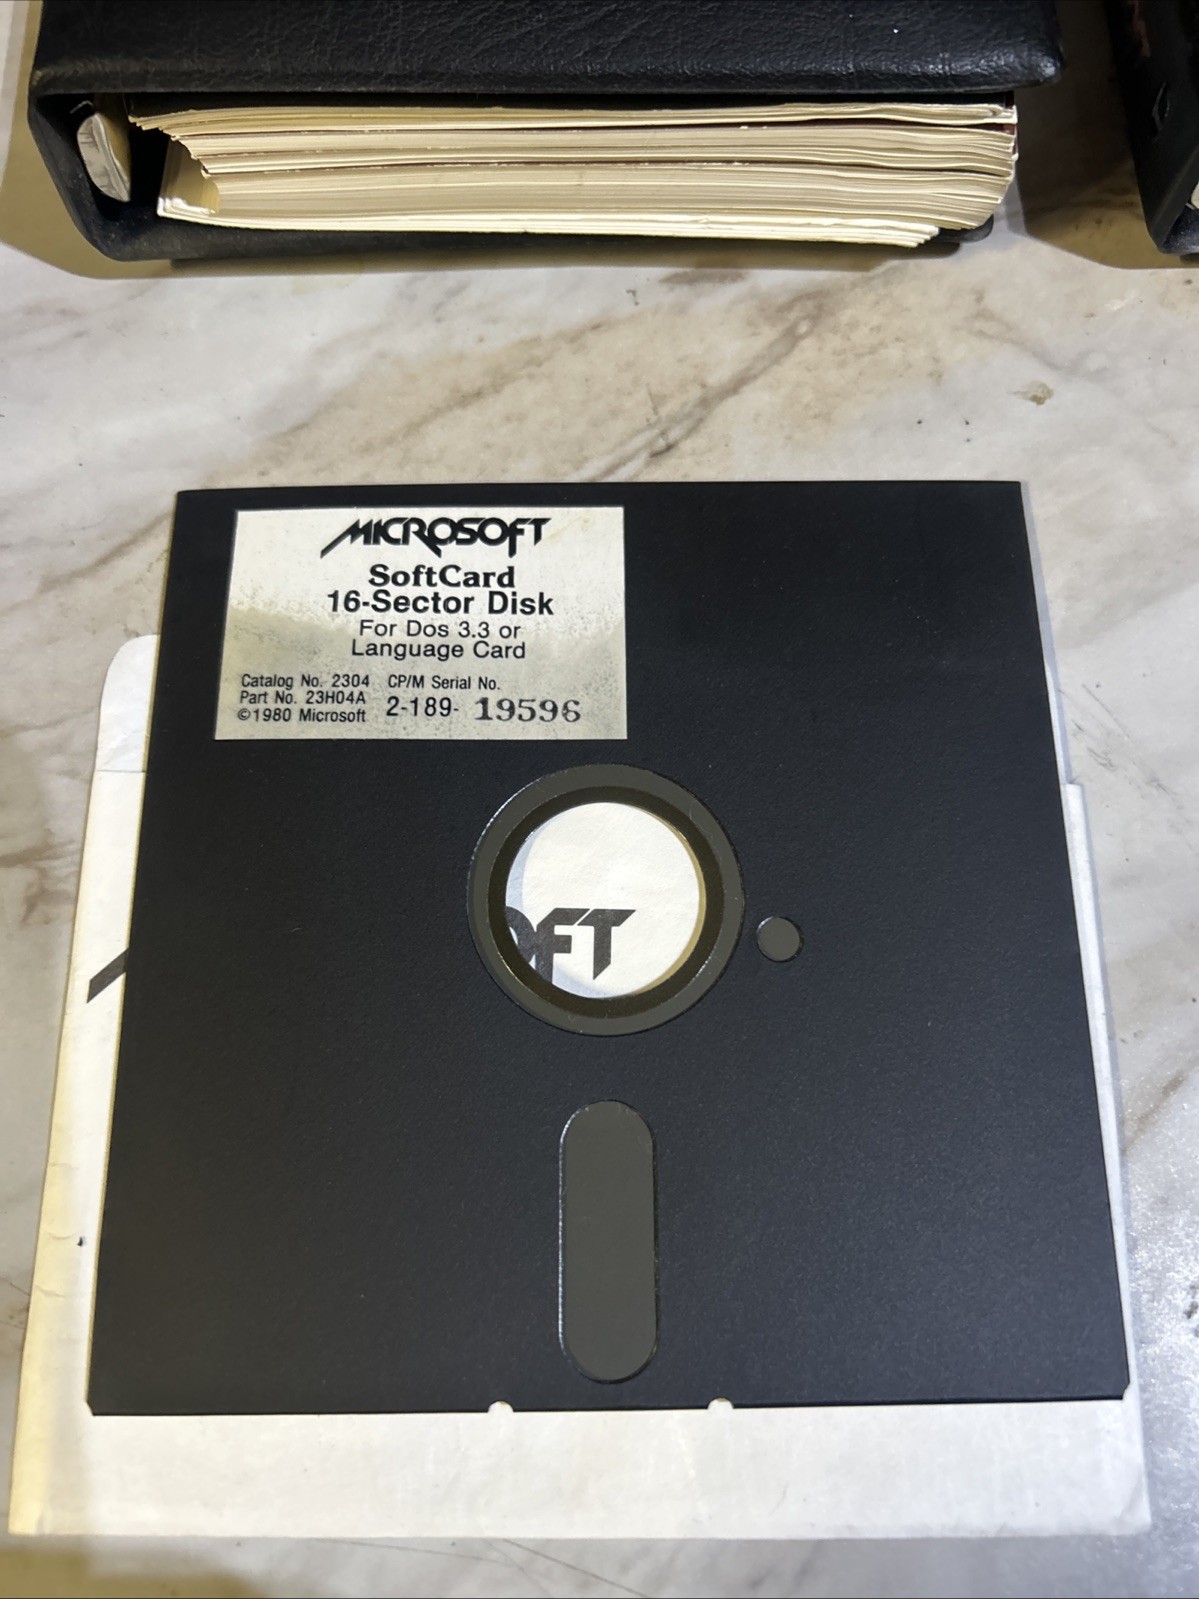 MICROSOFT
SoftCard
16-Sector Disk
For Dos 3.3 or
Language Card
Catalog No. 2304 CP/M Serial No.
Part No. 23H04A 2-189- 19596
©1980 Microsoft
OFT